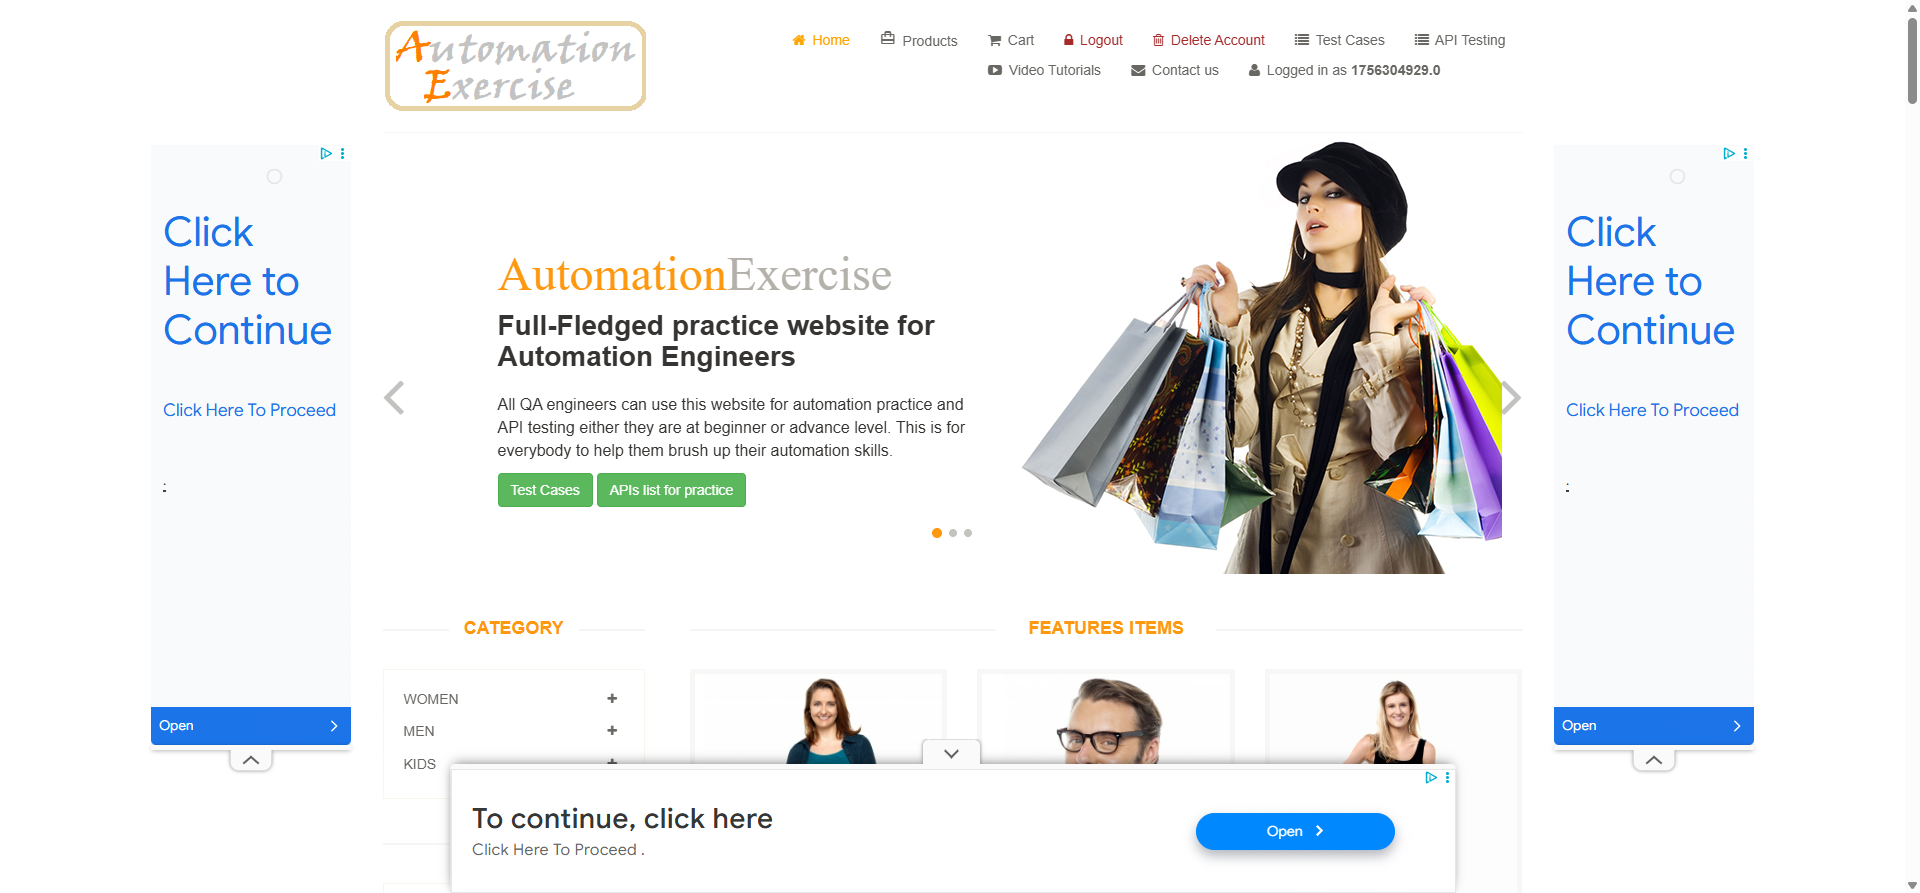 Automation
Exercise
Home
Products
Cart
Logout
Delete Account
Test Cases
API Testing
Video Tutorials
Contact us
Logged in as 1756304929.0
Click
Here to
Continue
Click Here To Proceed
:
Open
AutomationExercise
Full-Fledged practice website for
Automation Engineers
All QA engineers can use this website for automation practice and
API testing either they are at beginner or advance level. This is for
everybody to help them brush up their automation skills.
Test Cases
APIs list for practice
Click
Here to
Continue
Click Here To Proceed
:
Open
CATEGORY
WOMEN
MEN
KIDS
FEATURES ITEMS
To continue, click here
Click Here To Proceed .
Open